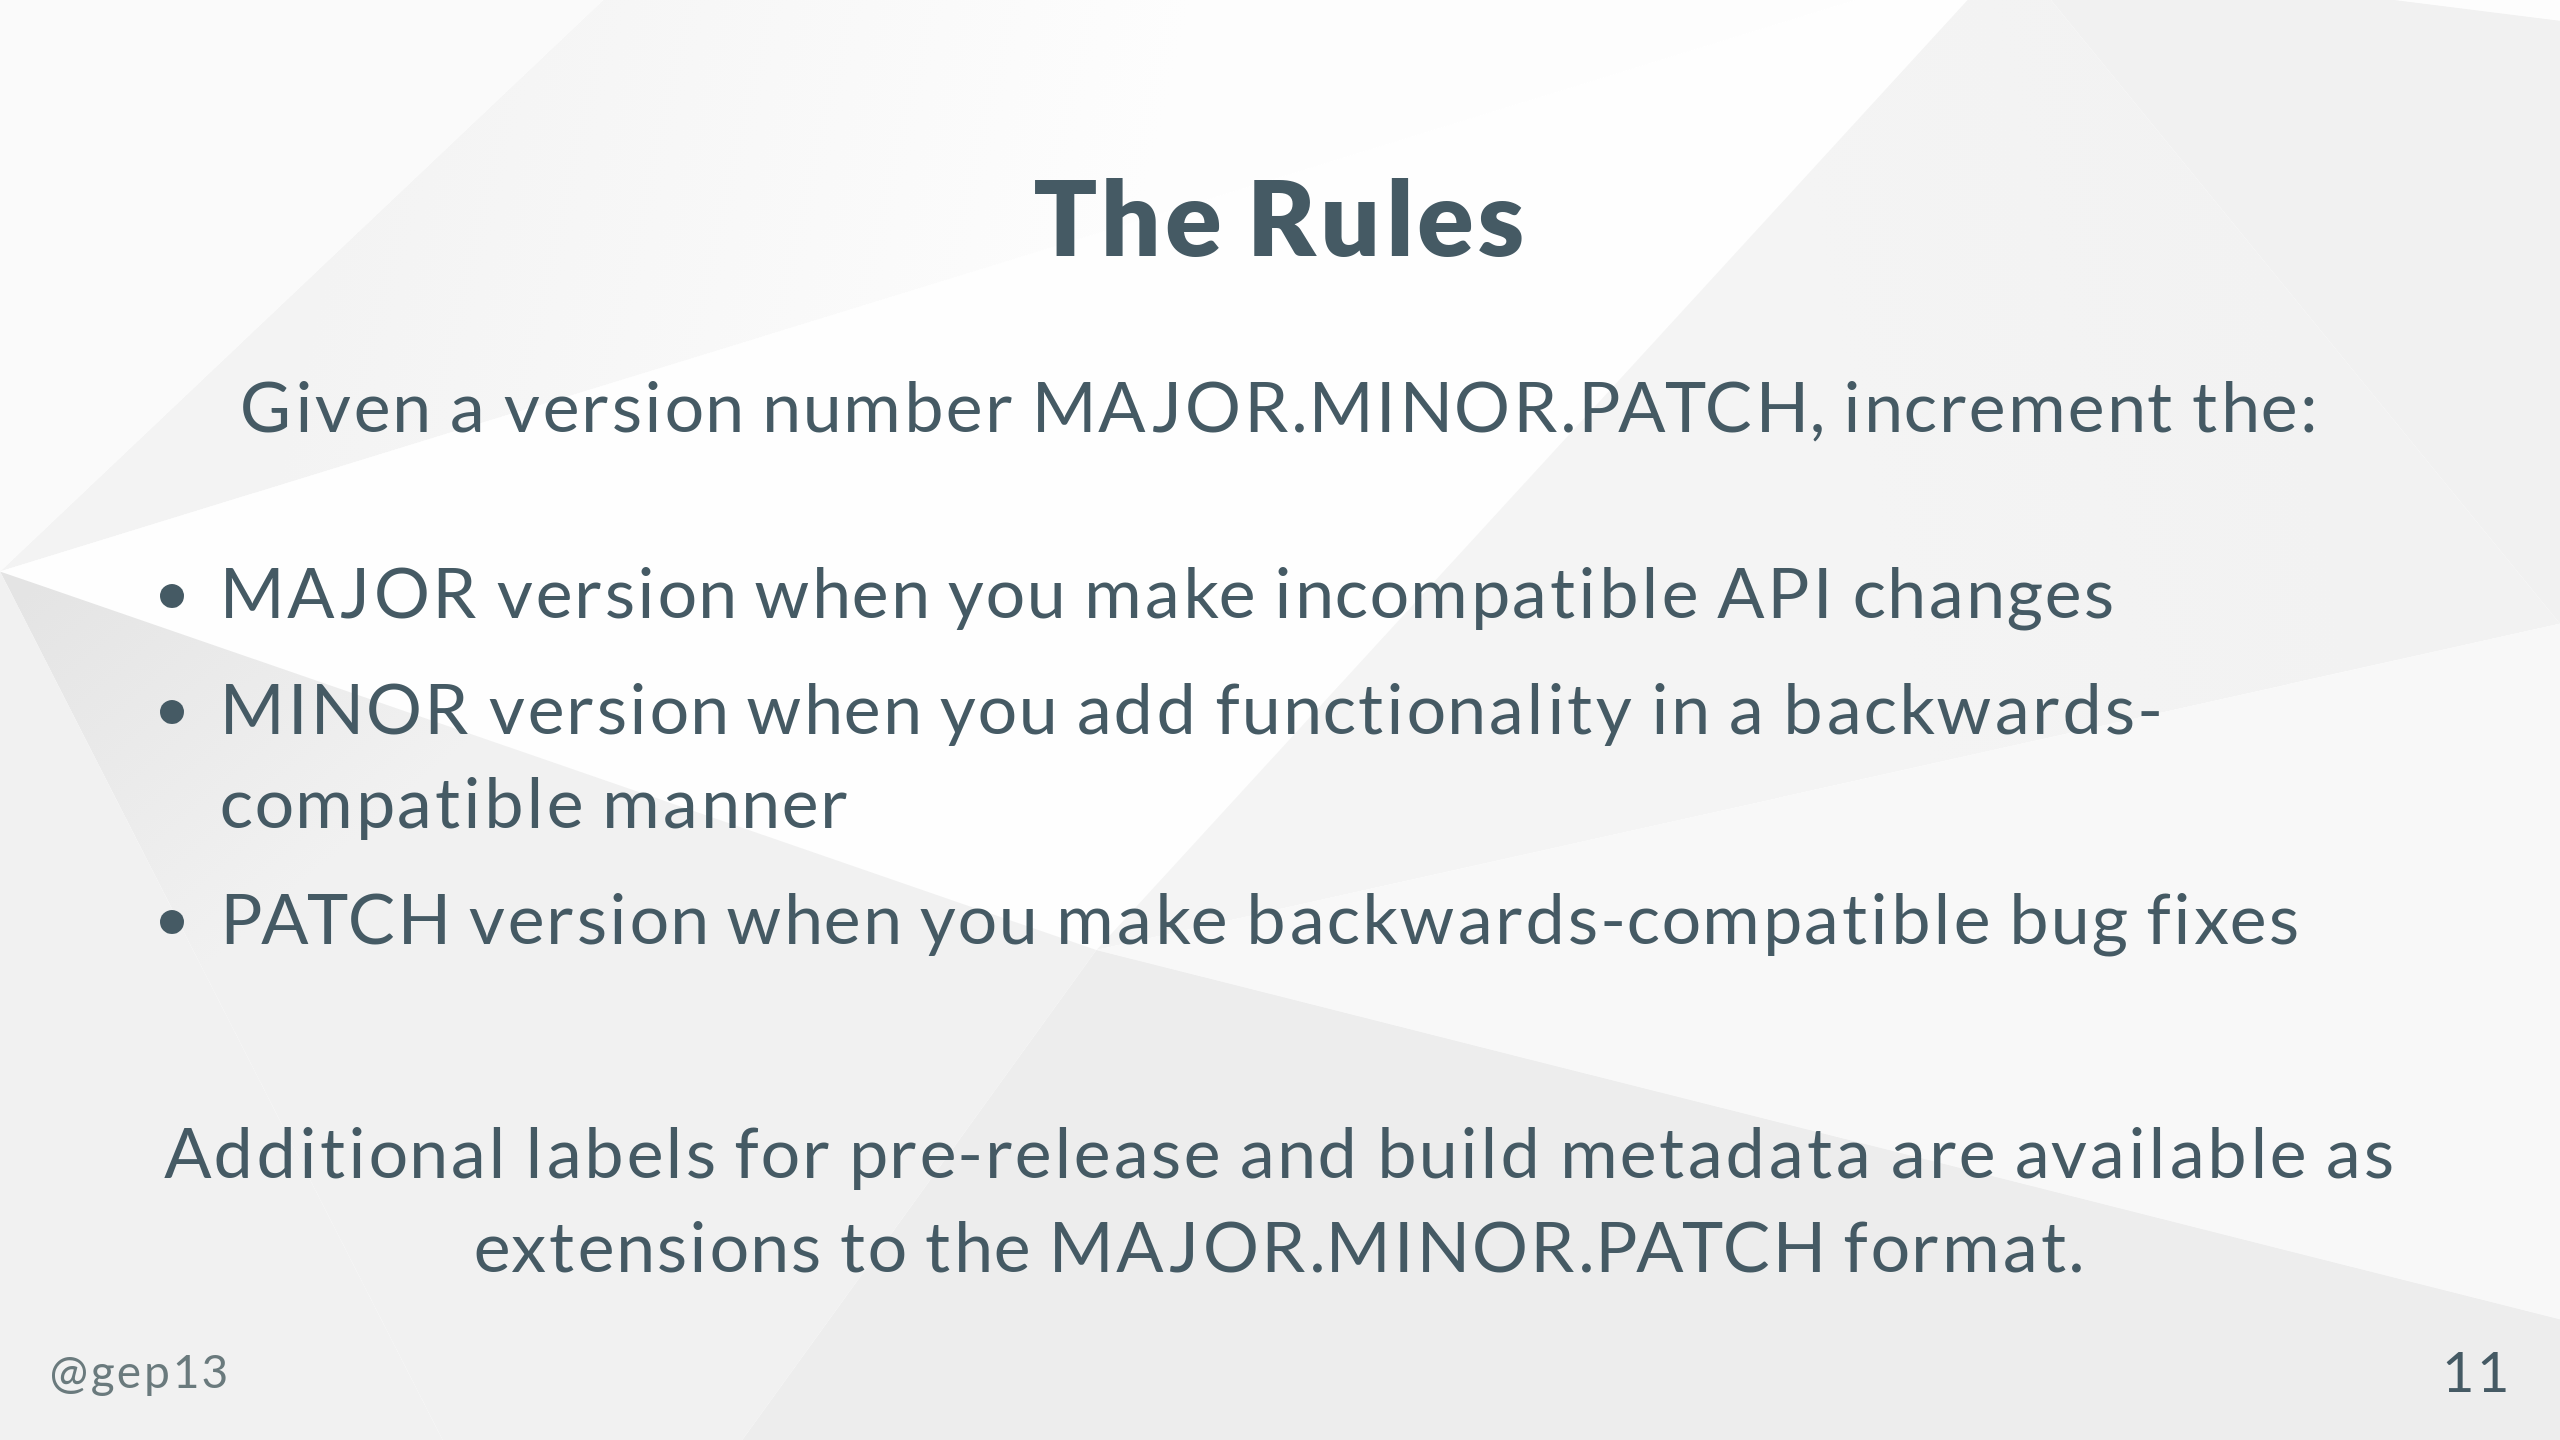 The Rules
Given a version number MAJOR.MINOR.PATCH, increment the:
• MAJOR version when you make incompatible API changes
• MINOR version when you add functionality in a backwards-
compatible manner
• PATCH version when you make backwards-compatible bug fixes
Additional labels for pre-release and build metadata are available as
extensions to the MAJOR.MINOR.PATCH format.
@gep13
11